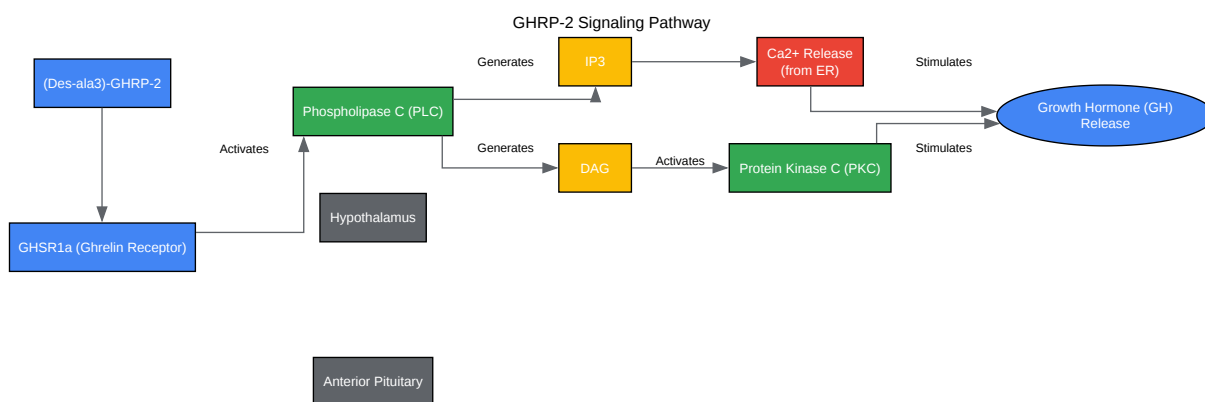 GHRP-2 Signaling Pathway
(Des-ala3)-GHRP-2
GHSR1a (Ghrelin Receptor)
Activates
Phospholipase C (PLC)
Hypothalamus
Anterior Pituitary
Generates
IP3
Ca2+ Release
(from ER)
Stimulates
Generates
DAG
Activates
Protein Kinase C (PKC)
Stimulates
Growth Hormone (GH)
Release